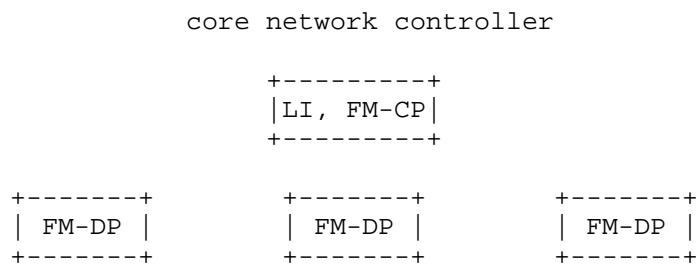 core network controller
+---------+
|LI, FM-CP|
+---------+
+-------+ +-------+ +-------+
| FM-DP | | FM-DP | | FM-DP |
+-------+ +-------+ +-------+